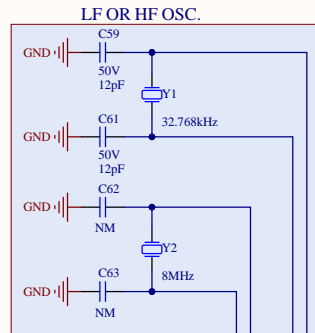 LF OR HF OSC.
C59
GND
50V
12pF
Y1
32.768kHz
C61
GND
50V
12pF
C62
GND
NM
Y2
8MHz
C63
GND
NM